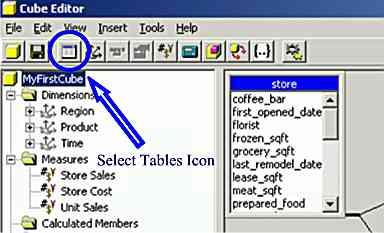 Cube Editor
File Edit View Insert Tools Help
MyFirstCube
Dimensions
Region
Product
Time
Measures
Store Sales
Store Cost
Unit Sales
Calculated Members
Select Tables Icon
store
coffee_bar
first_opened_date
florist
frozen_sqft
grocery_sqft
last_remodel_date
lease_sqft
meat_sqft
prepared_food